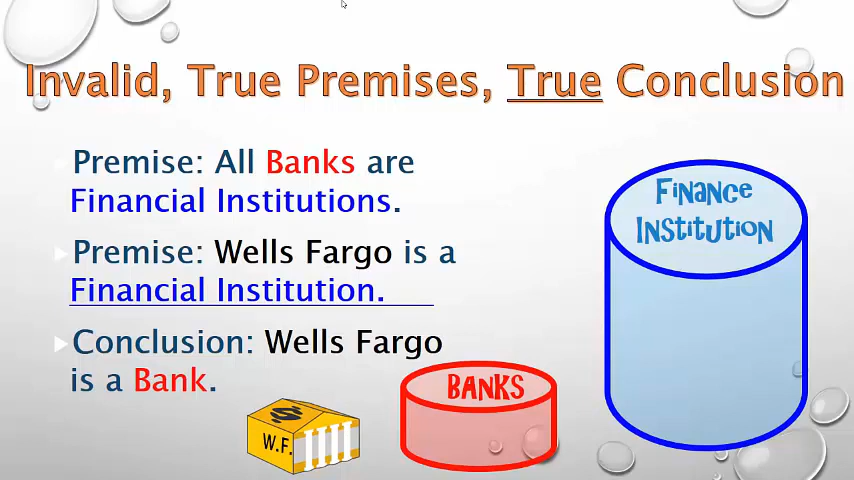 Invalid, True Premises, True Conclusion
Premise: All Banks are
Financial Institutions.
Premise: Wells Fargo is a
Financial Institution.
Conclusion: Wells Fargo
is a Bank.
Finance
Institution
BANKS
W.F.